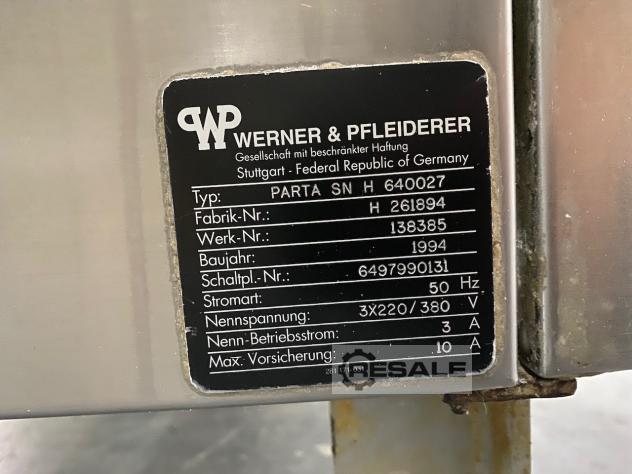 WP WERNER & PFLEIDERER
Gesellschaft mit beschränkter Haftung
Stuttgart - Federal Republic of Germany
Typ: PARTA SN H 640027
Fabrik-Nr.: H 261894
Werk-Nr.: 138385
Baujahr: 1994
Schaltpl.-Nr.: 6497990131
Stromart: 50 Hz
Nennspannung: 3X220/380 V
Nenn-Betriebsstrom: 3 A
Max. Vorsicherung: 10 A
RESALE